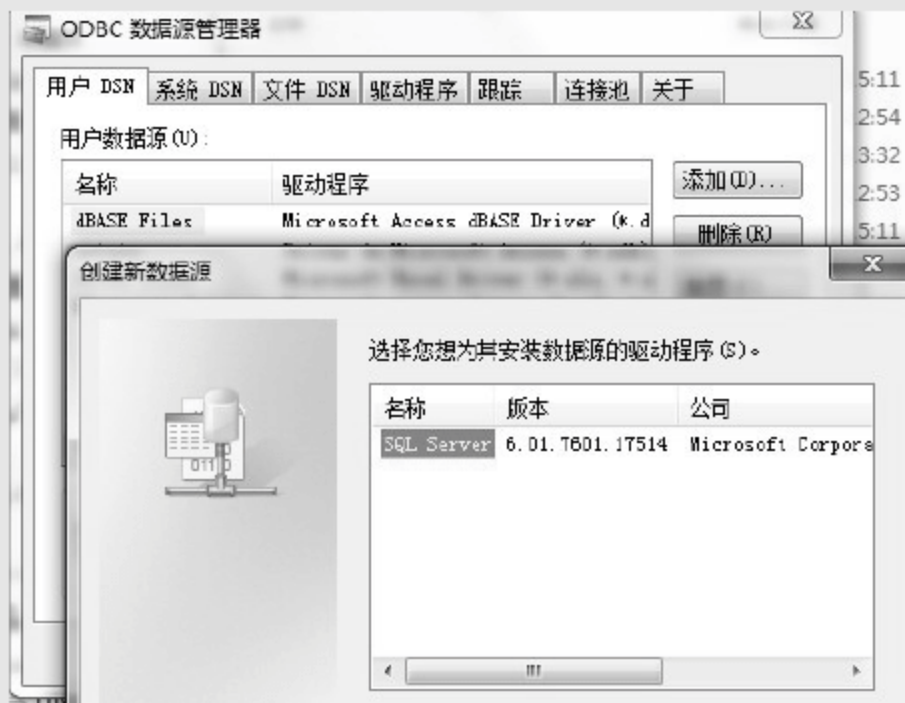 ODBC 数据源管理器
用户 DSN 系统 DSN 文件 DSN 驱动程序 跟踪 连接池 关于
用户数据源(U):
名称 驱动程序 添加(D)...
dBASE Files Microsoft Access dBASE Driver (*.d
删除(R)
5:11
2:54
3:32
2:53
5:11
创建新数据源
选择您想为其安装数据源的驱动程序(S)。
名称 版本 公司
SQL Server 6.01.7601.17514 Microsoft Corpora